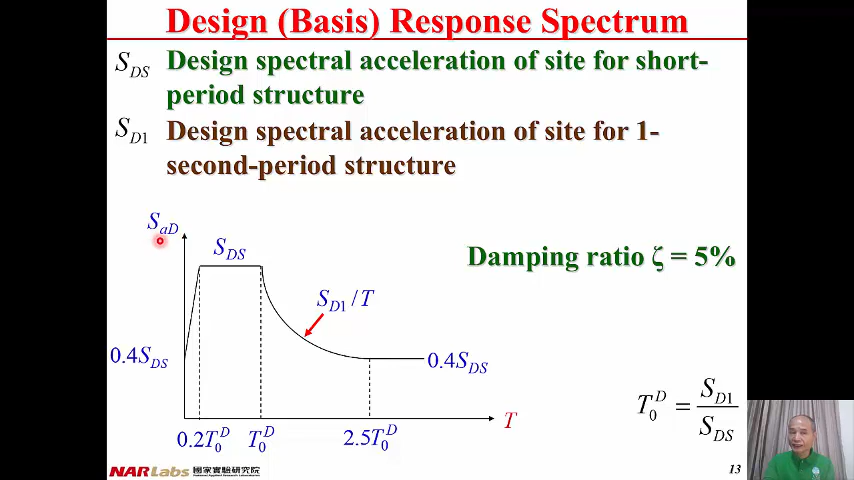 Design (Basis) Response Spectrum
S_DS Design spectral acceleration of site for short-
period structure
S_D1 Design spectral acceleration of site for 1-
second-period structure
S_aD
S_DS
Damping ratio ζ = 5%
S_D1 / T
0.4S_DS
0.4S_DS
T_0^D = S_D1 / S_DS
T
0.2T_0^D T_0^D 2.5T_0^D
NARLabs 國家實驗研究院
13